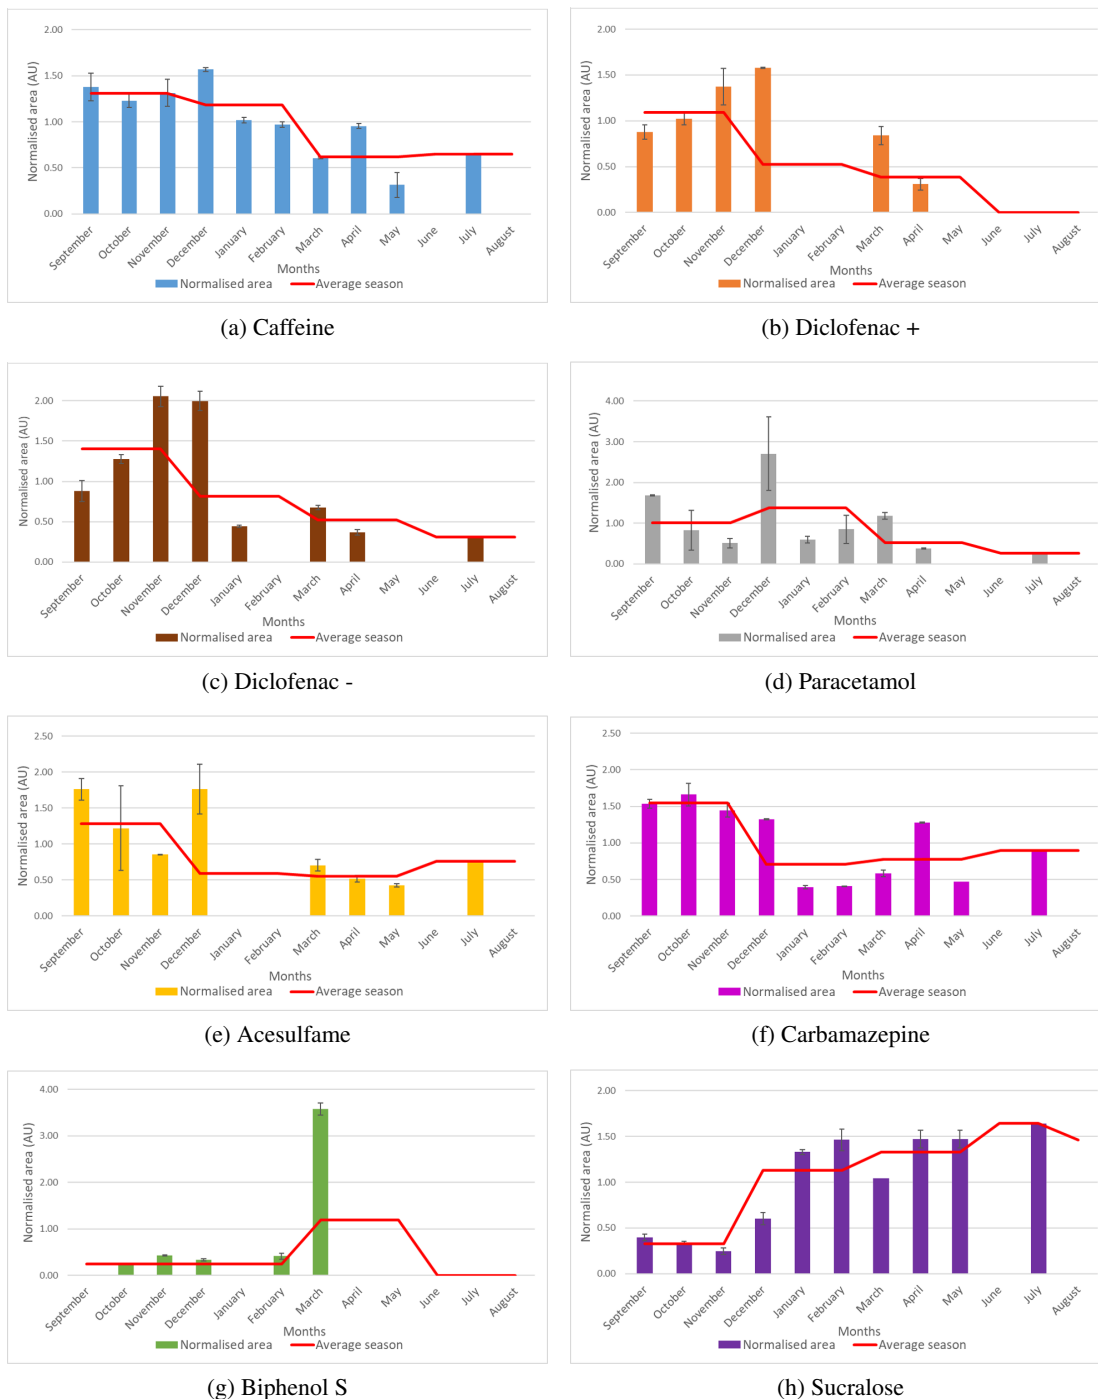 2.00
1.50
1.00
0.50
0.00
Normalised area (AU)
September
October
November
December
January
February
March
April
May
June
July
August
Months
Normalised area
Average season
(a) Caffeine
2.00
1.50
1.00
0.50
0.00
Normalised area (AU)
September
October
November
December
January
February
March
April
May
June
July
August
Months
Normalised area
Average season
(b) Diclofenac +
2.00
1.50
1.00
0.50
0.00
Normalised area (AU)
September
October
November
December
January
February
March
April
May
June
July
August
Months
Normalised area
Average season
(c) Diclofenac -
4.00
3.00
2.00
1.00
0.00
Normalised area (AU)
September
October
November
December
January
February
March
April
May
June
July
August
Months
Normalised area
Average season
(d) Paracetamol
2.50
2.00
1.50
1.00
0.50
0.00
Normalised area (AU)
September
October
November
December
January
February
March
April
May
June
July
August
Months
Normalised area
Average season
(e) Acesulfame
2.50
2.00
1.50
1.00
0.50
0.00
Normalised area (AU)
September
October
November
December
January
February
March
April
May
June
July
August
Months
Normalised area
Average season
(f) Carbamazepine
4.00
3.00
2.00
1.00
0.00
Normalised area (AU)
September
October
November
December
January
February
March
April
May
June
July
August
Months
Normalised area
Average season
(g) Biphenol S
2.00
1.50
1.00
0.50
0.00
Normalised area (AU)
September
October
November
December
January
February
March
April
May
June
July
August
Months
Normalised area
Average season
(h) Sucralose